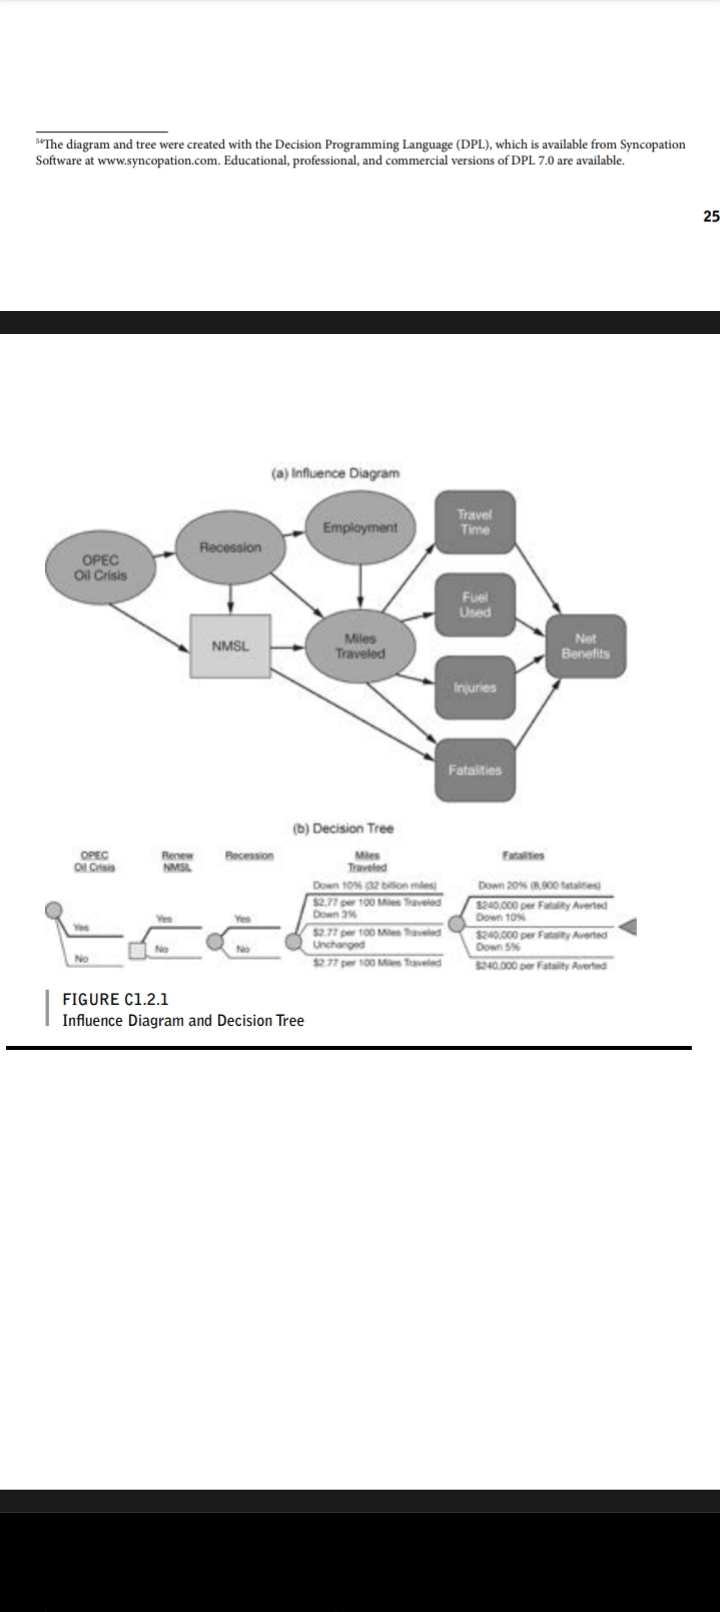 ⁵⁴The diagram and tree were created with the Decision Programming Language (DPL), which is available from Syncopation
Software at www.syncopation.com. Educational, professional, and commercial versions of DPL 7.0 are available.
25
(a) Influence Diagram
OPEC
Oil Crisis
Recession
Employment
NMSL
Miles
Traveled
Travel
Time
Fuel
Used
Injuries
Fatalities
Net
Benefits
(b) Decision Tree
OPEC
Oil Crisis
Yes
No
Renew
NMSL
Yes
No
Recession
Yes
No
Miles
Traveled
Down 10% (32 billion miles)
$2.77 per 100 Miles Traveled
Down 3%
$2.77 per 100 Miles Traveled
Unchanged
$2.77 per 100 Miles Traveled
Fatalities
Down 20% (8,900 fatalities)
$240,000 per Fatality Averted
Down 10%
$240,000 per Fatality Averted
Down 5%
$240,000 per Fatality Averted
FIGURE C1.2.1
Influence Diagram and Decision Tree